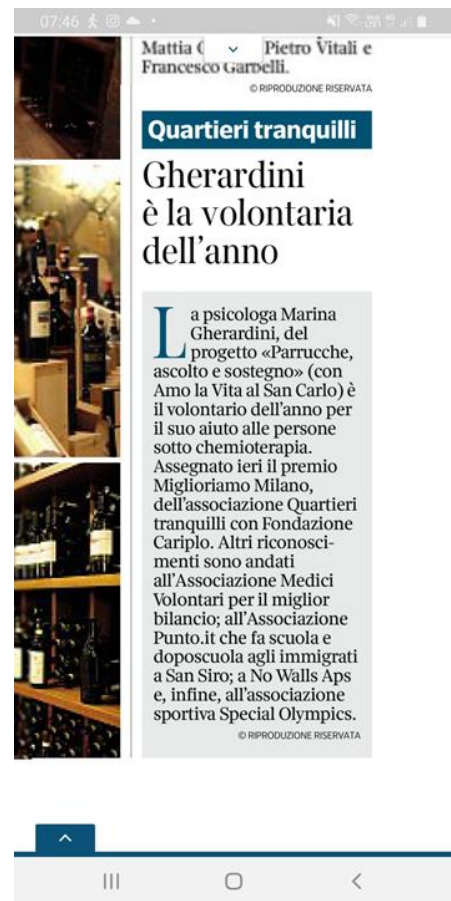 07:46
Mattia Pietro Vitali e
Francesco Garbelli.
© RIPRODUZIONE RISERVATA
Quartieri tranquilli
Gherardini
è la volontaria
dell’anno
La psicologa Marina
Gherardini, del
progetto «Parrucche,
ascolto e sostegno» (con
Amo la Vita al San Carlo) è
il volontario dell’anno per
il suo aiuto alle persone
sotto chemioterapia.
Assegnato ieri il premio
Miglioriamo Milano,
dell’associazione Quartieri
tranquilli con Fondazione
Cariplo. Altri riconosci-
menti sono andati
all’Associazione Medici
Volontari per il miglior
bilancio; all’Associazione
Punto.it che fa scuola e
doposcuola agli immigrati
a San Siro; a No Walls Aps
e, infine, all’associazione
sportiva Special Olympics.
© RIPRODUZIONE RISERVATA